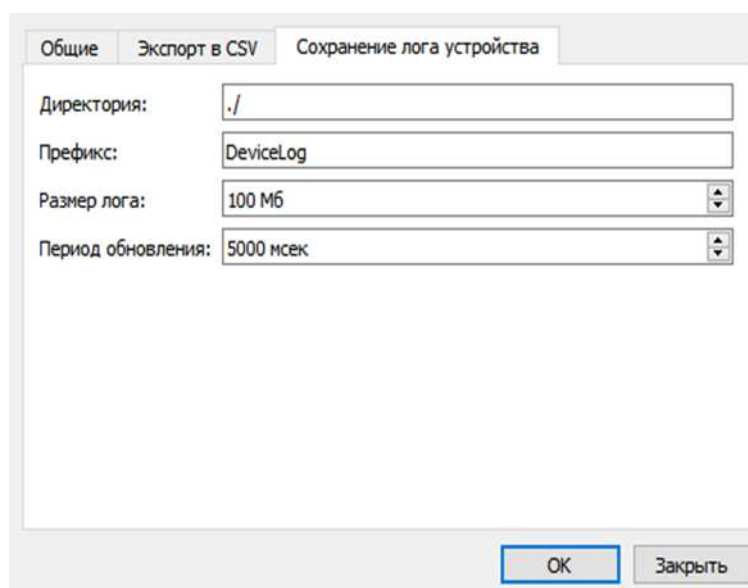 Общие Экспорт в CSV Сохранение лога устройства
Директория: ./
Префикс: DeviceLog
Размер лога: 100 Мб
Период обновления: 5000 мсек
OK Закрыть